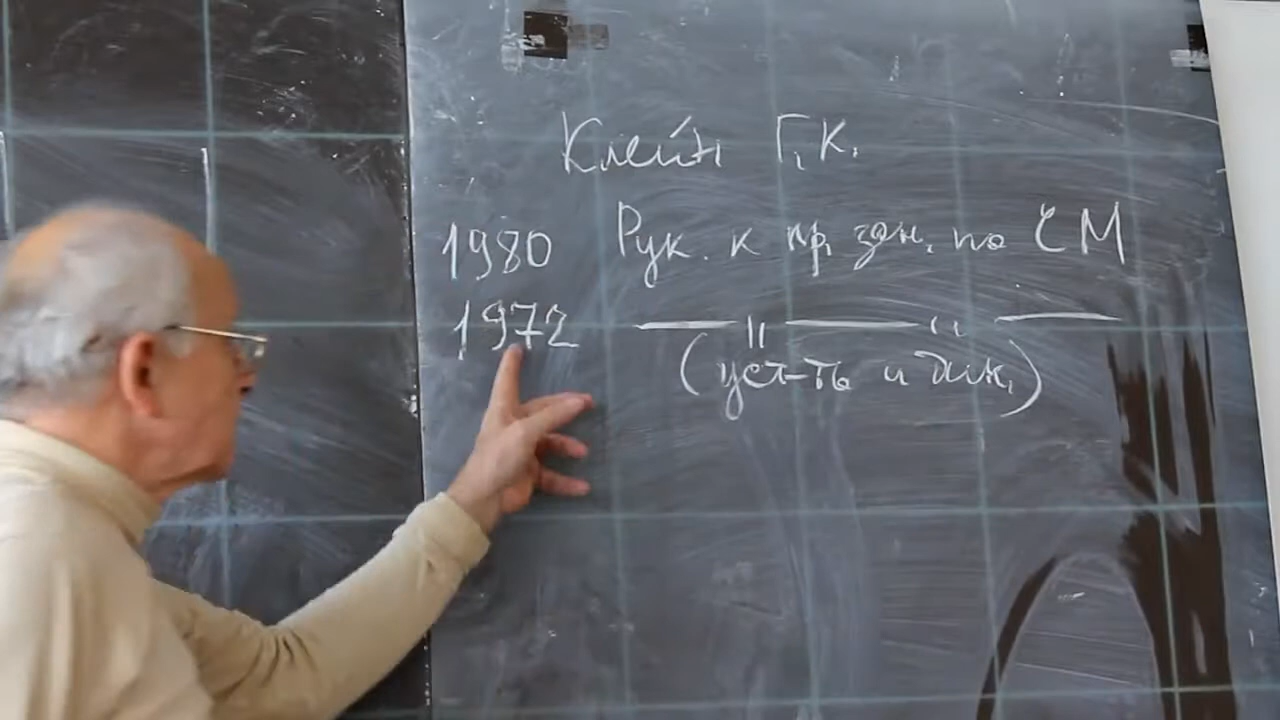 Клейн Г.К.
1980 Рук. к пр. зан. по СМ
1972 — || — || —
(уст-ть и дин.)